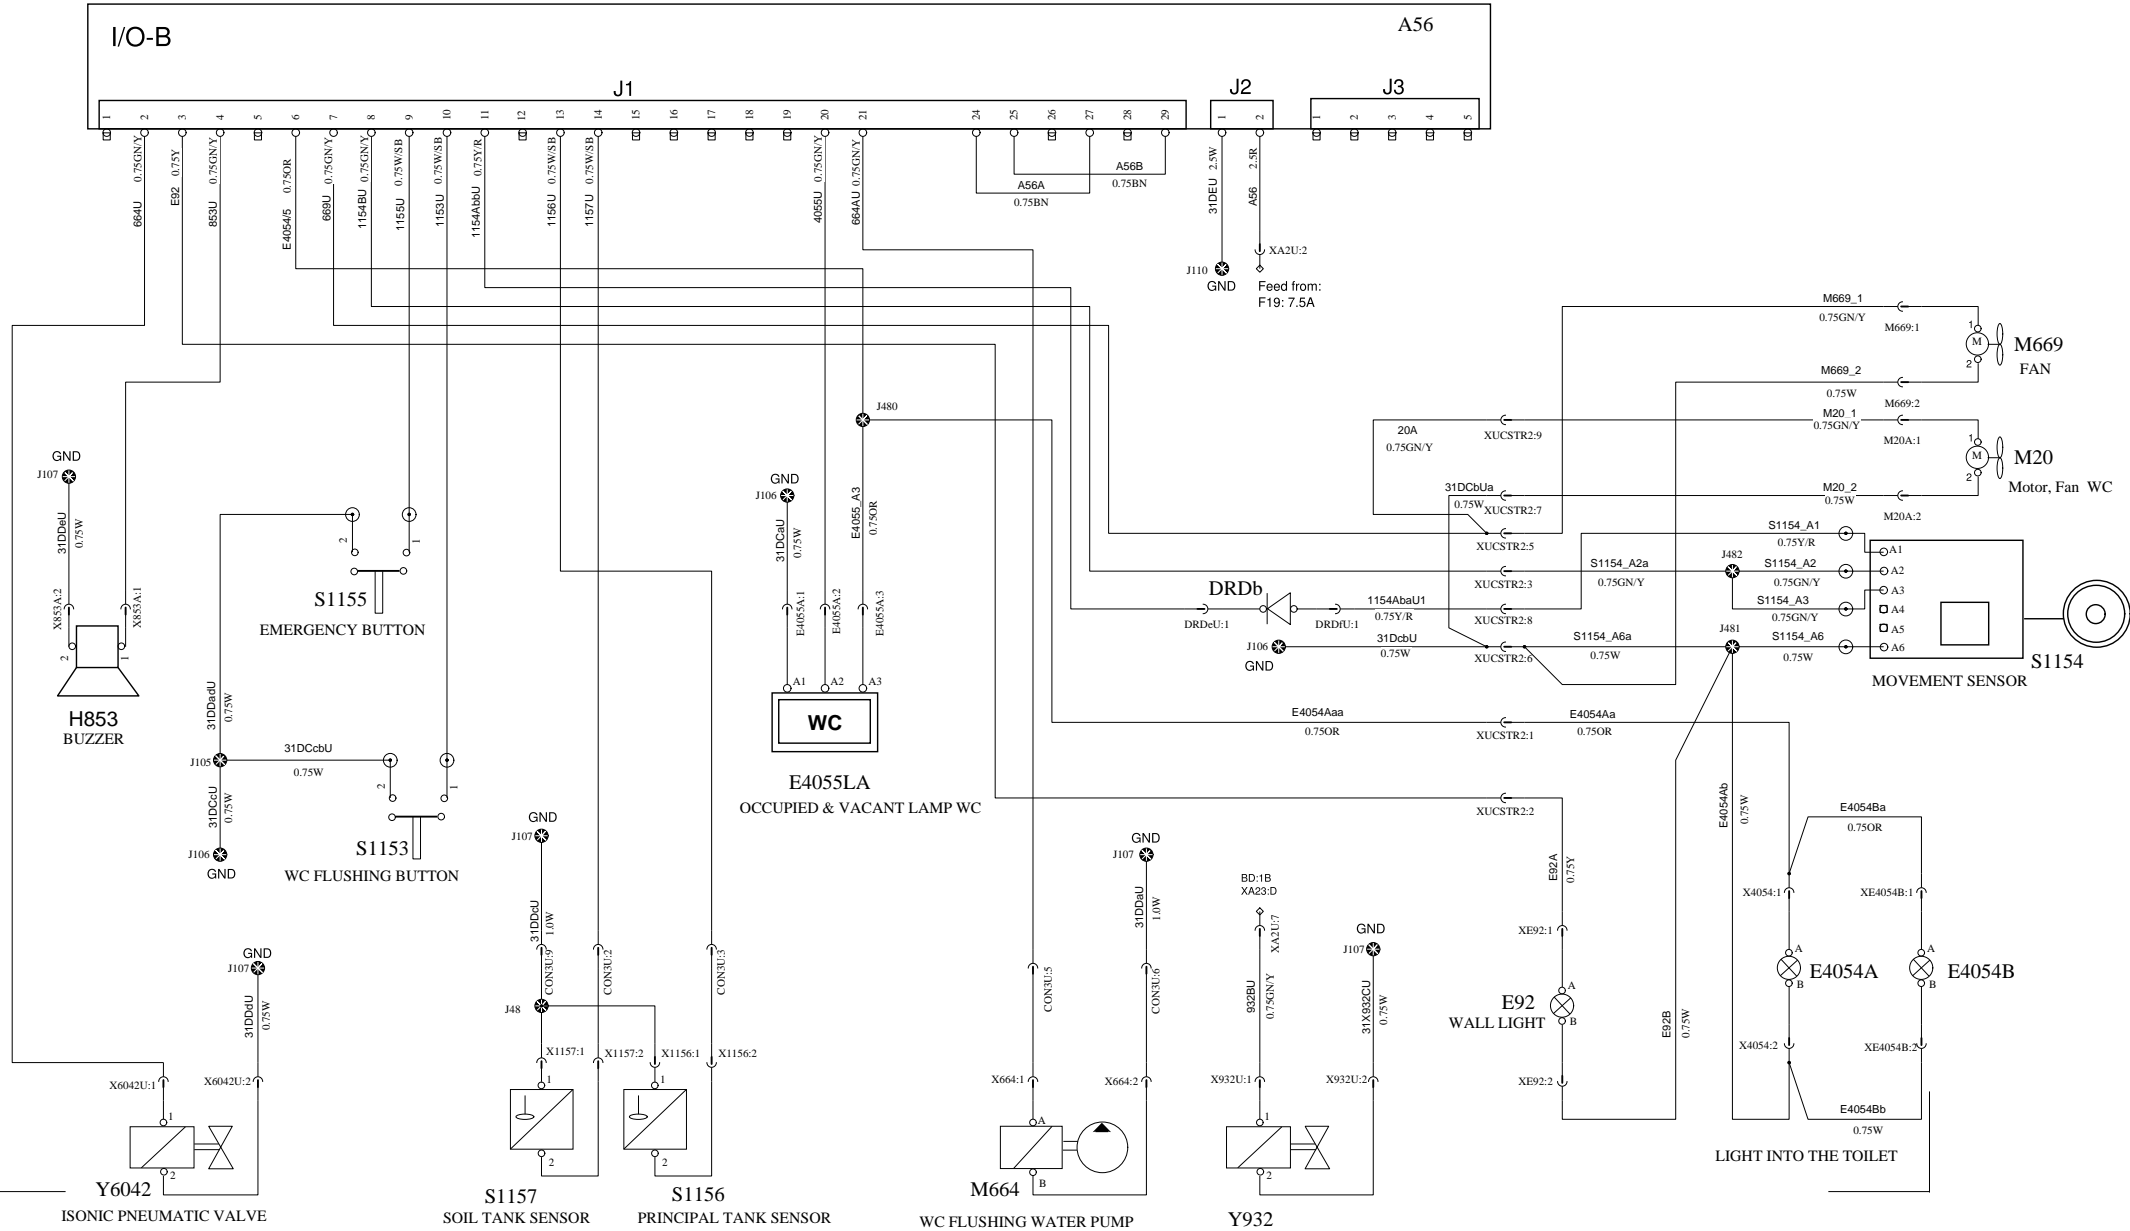 I/O-B
A56
J1
J2
J3
1 2 3 4 5 6 7 8 9 10 11 12 13 14 15 16 17 18 19 20 21 24 25 26 27 28 29
1 2
1 2 3 4 5
664U 0.75GN/Y
E92 0.75Y
853U 0.75GN/Y
E4054/5 0.75OR
669U 0.75GN/Y
1154BU 0.75GN/Y
1155U 0.75W/SB
1153U 0.75W/SB
1154AbbU 0.75Y/R
1156U 0.75W/SB
1157U 0.75W/SB
4055U 0.75GN/Y
664AU 0.75GN/Y
A56A
0.75BN
A56B
0.75BN
31DEU 2.5W
A56 2.5R
XA2U:2
J110
GND
Feed from:
F19: 7.5A
M669_1
0.75GN/Y
M669:1
1
M
2
M669
FAN
M669_2
0.75W
M669:2
M20_1
0.75GN/Y
M20A:1
1
M
2
M20
Motor, Fan WC
M20_2
0.75W
M20A:2
20A
0.75GN/Y
XUCSTR2:9
31DCbUa
0.75W
XUCSTR2:7
XUCSTR2:5
J480
GND
J107
31DDeU
0.75W
X853A:2
X853A:1
2
1
H853
BUZZER
2
1
S1155
EMERGENCY BUTTON
31DDadU
0.75W
J105
31DCcbU
0.75W
31DCcU
0.75W
J106
GND
2
1
S1153
WC FLUSHING BUTTON
GND
J106
31DCaU
0.75W
E4055_A3
0.75OR
E4055A:1
E4055A:2
E4055A:3
A1
A2
A3
WC
E4055LA
OCCUPIED & VACANT LAMP WC
S1154_A1
0.75Y/R
XUCSTR2:3
S1154_A2a
0.75GN/Y
J482
S1154_A2
0.75GN/Y
S1154_A3
0.75GN/Y
DRDb
DRDeU:1
DRDfU:1
1154AbaU1
0.75Y/R
XUCSTR2:8
J106
GND
31DcbU
0.75W
XUCSTR2:6
S1154_A6a
0.75W
J481
S1154_A6
0.75W
A1
A2
A3
A4
A5
A6
S1154
MOVEMENT SENSOR
E4054Aaa
0.75OR
XUCSTR2:1
E4054Aa
0.75OR
XUCSTR2:2
E4054Ab
0.75W
E4054Ba
0.75OR
E92A
0.75Y
X4054:1
XE4054B:1
XE92:1
A
B
E4054A
A
B
E4054B
A
B
E92
WALL LIGHT
E92B
0.75W
X4054:2
XE4054B:2
XE92:2
E4054Bb
0.75W
LIGHT INTO THE TOILET
GND
J107
31DDdU
0.75W
X6042U:1
X6042U:2
1
2
Y6042
ISONIC PNEUMATIC VALVE
GND
J107
31DDcU
1.0W
CON3U:9
CON3U:2
CON3U:3
J48
X1157:1
X1157:2
X1156:1
X1156:2
1
2
1
2
S1157
SOIL TANK SENSOR
S1156
PRINCIPAL TANK SENSOR
GND
J107
31DDaU
1.0W
CON3U:5
CON3U:6
X664:1
X664:2
A
B
M664
WC FLUSHING WATER PUMP
BD:1B
XA23:D
XA2U:7
932BU
0.75GN/Y
GND
J107
31X932CU
0.75W
X932U:1
X932U:2
1
2
Y932